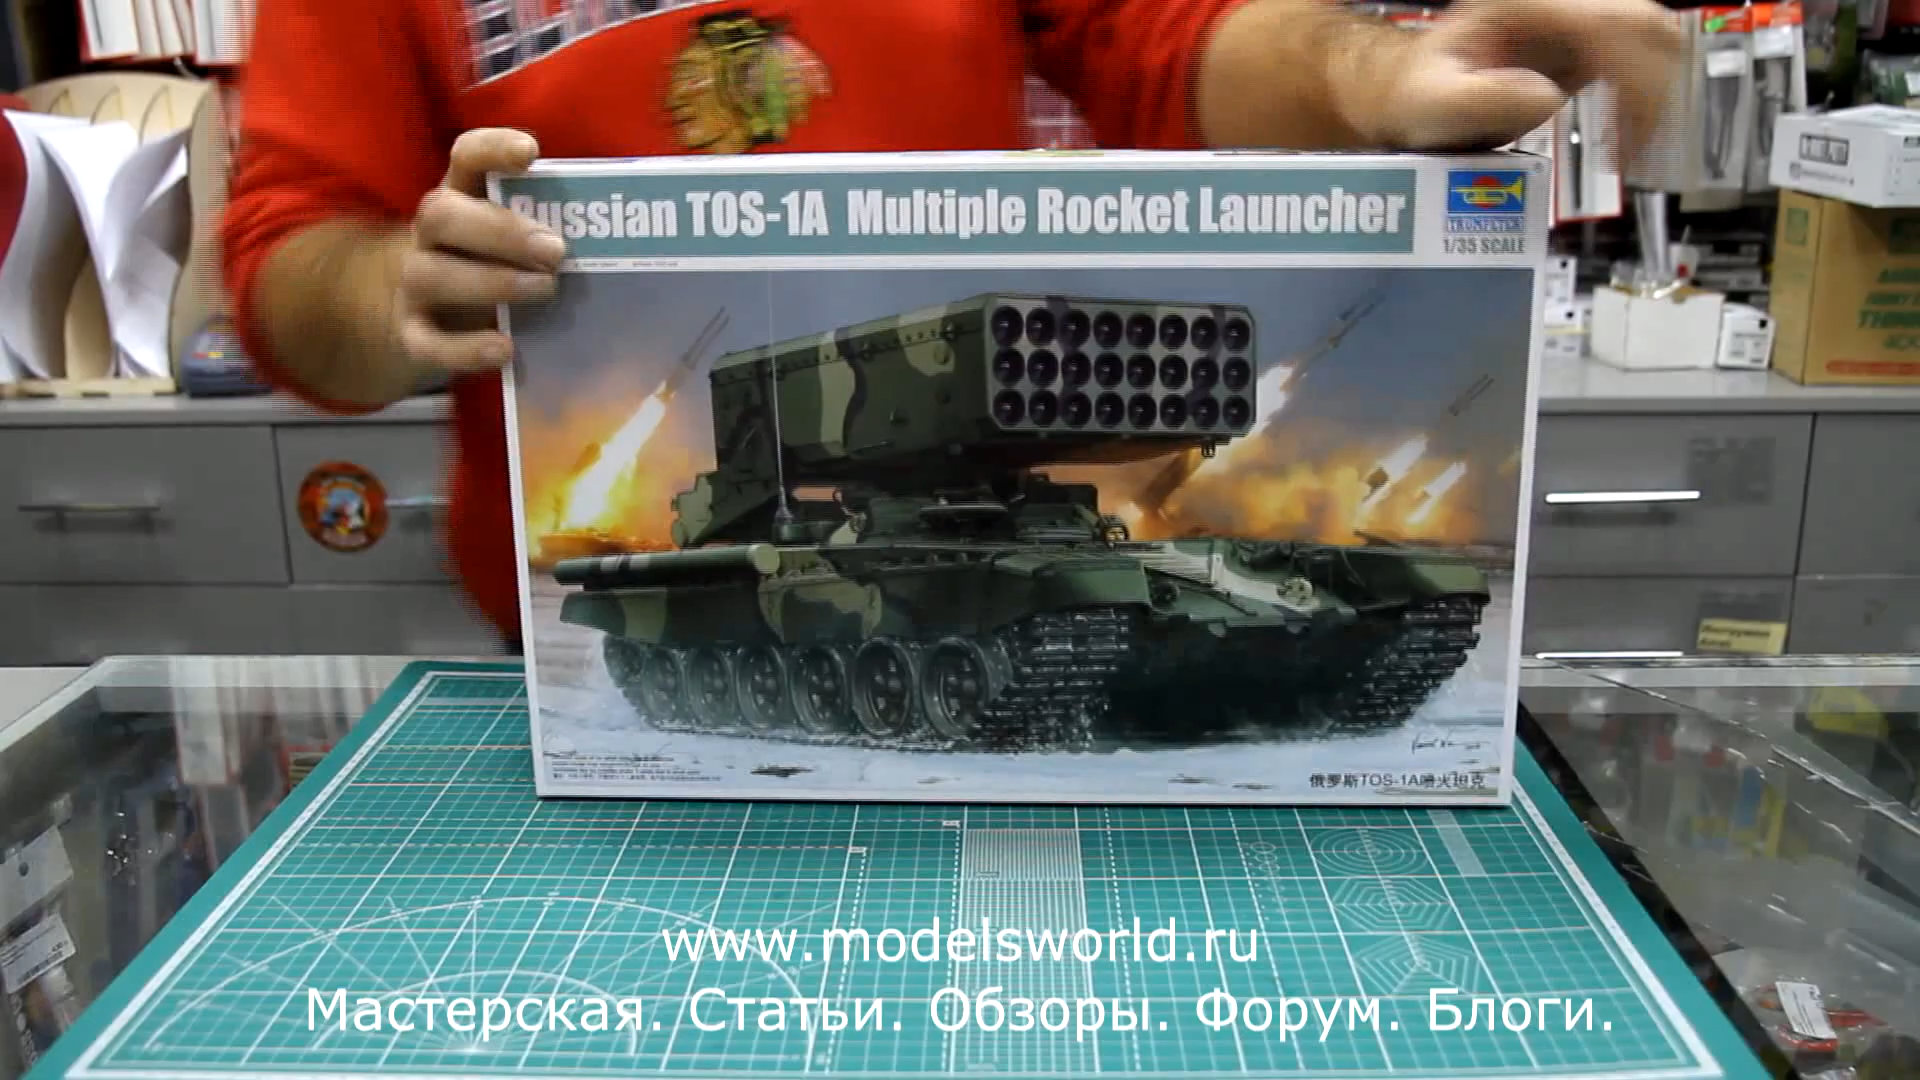 Russian TOS-1A Multiple Rocket Launcher
TRUMPETER
1/35 SCALE
俄罗斯TOS-1A喷火坦克
www.modelsworld.ru
Мастерская. Статьи. Обзоры. Форум. Блоги.